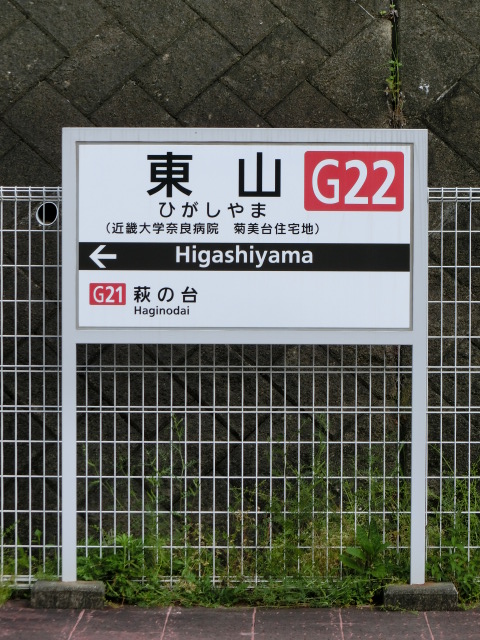 東山 G22
ひがしやま
（近畿大学奈良病院 菊美台住宅地）
← Higashiyama
G21 萩の台
Haginodai